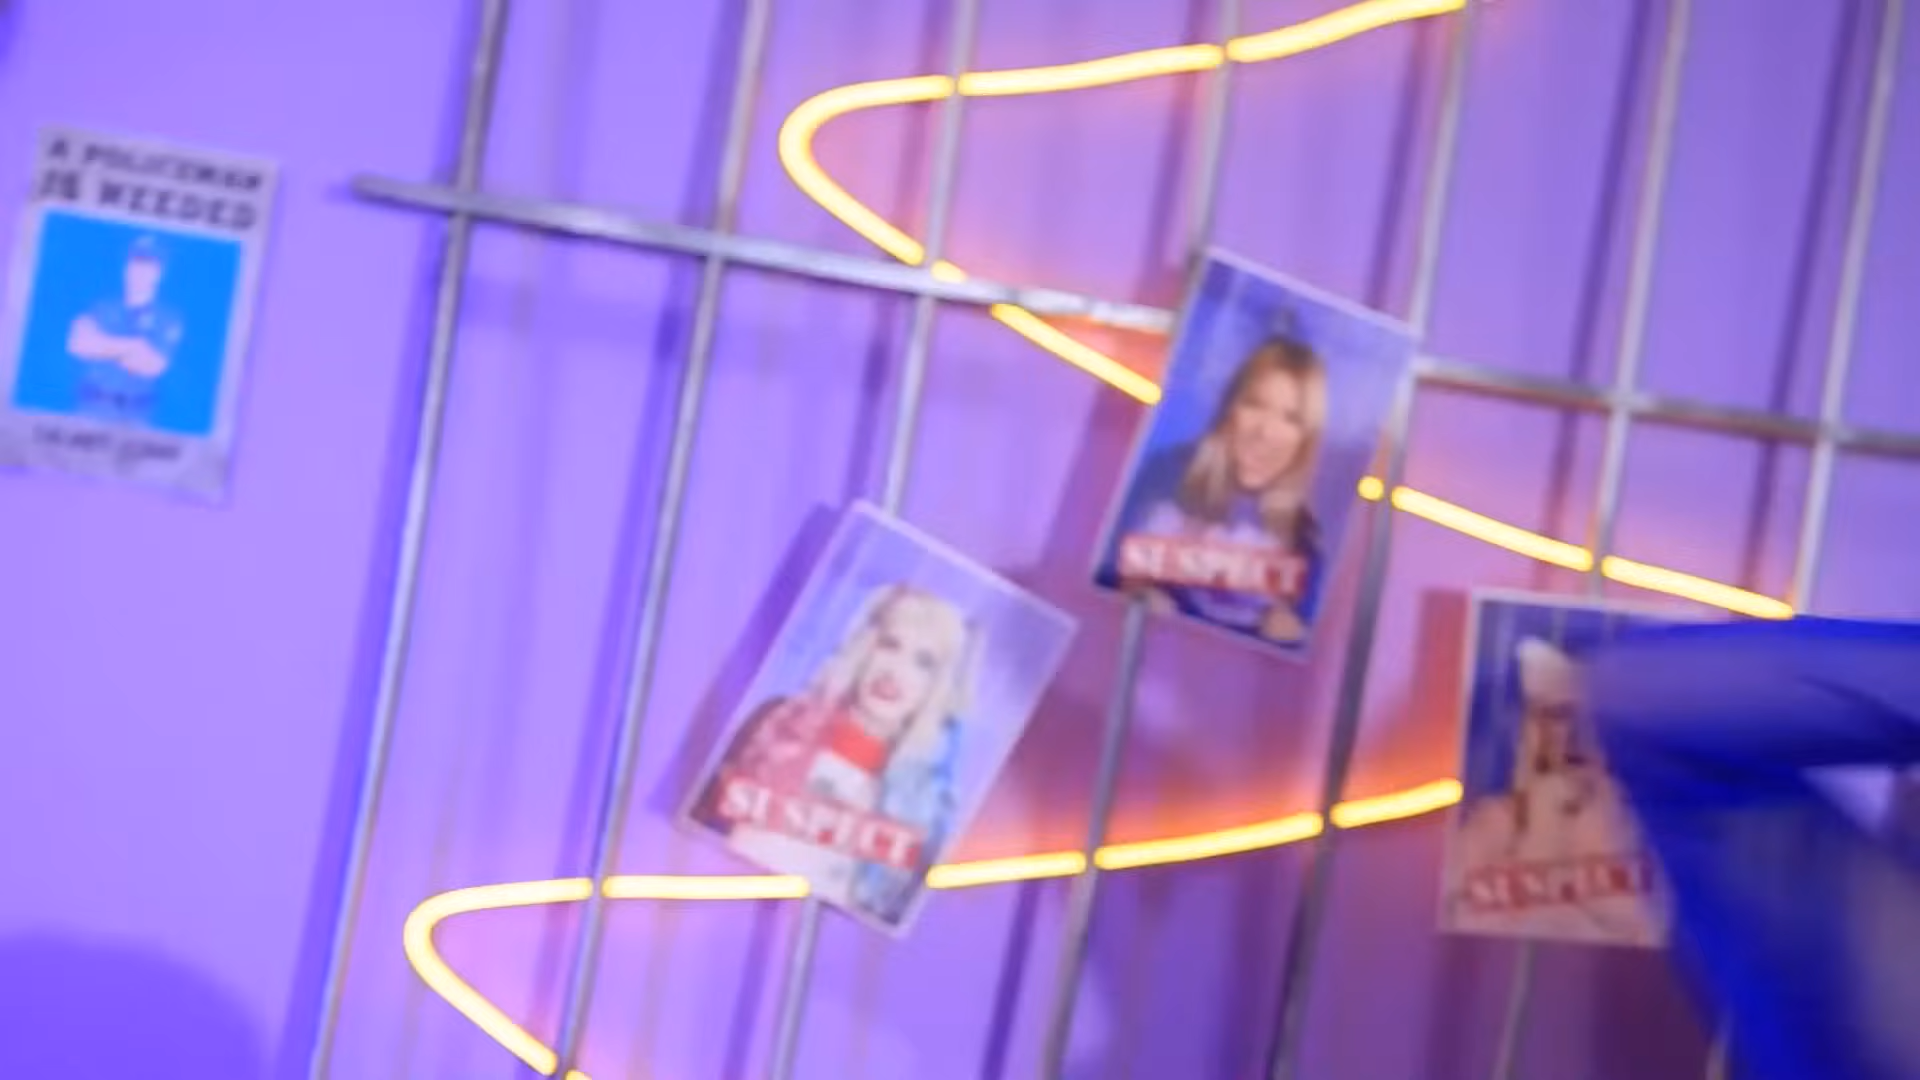 A POLICEMAN
IS NEEDED
SUSPECT
SUSPECT
SUSPECT